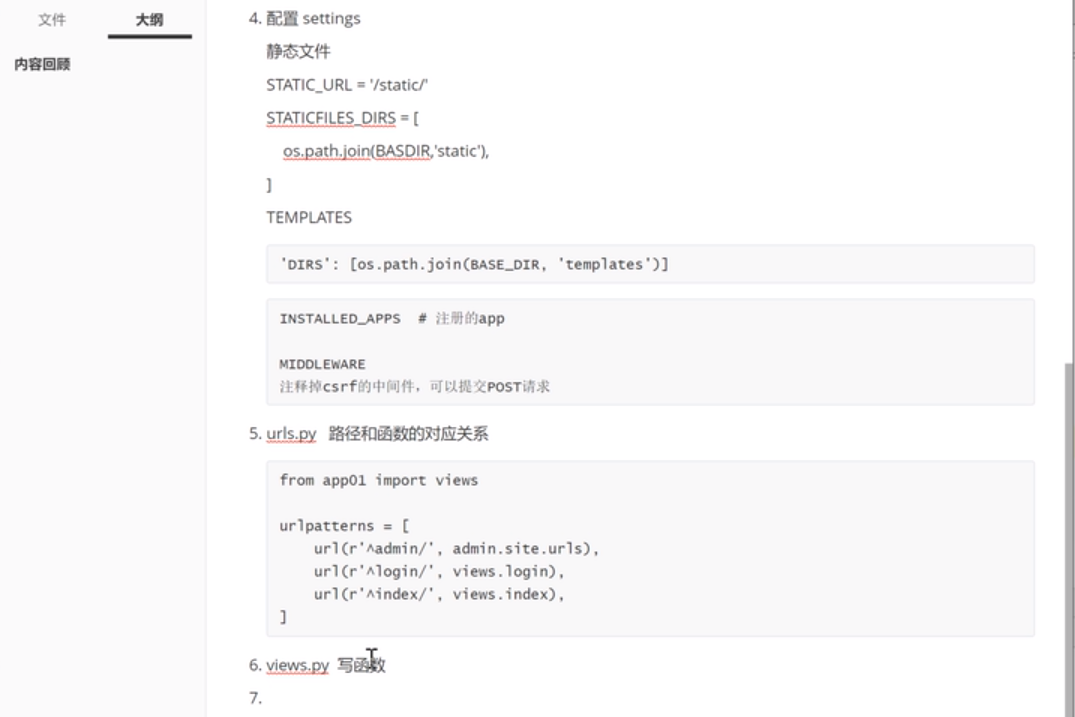 文件 大纲
内容回顾
4. 配置 settings
静态文件
STATIC_URL = '/static/'
STATICFILES_DIRS = [
os.path.join(BASDIR,'static'),
]
TEMPLATES
'DIRS': [os.path.join(BASE_DIR, 'templates')]
INSTALLED_APPS # 注册的app
MIDDLEWARE
注释掉csrf的中间件，可以提交POST请求
5. urls.py 路径和函数的对应关系
from app01 import views
urlpatterns = [
url(r'^admin/', admin.site.urls),
url(r'^login/', views.login),
url(r'^index/', views.index),
]
6. views.py 写函数
7.